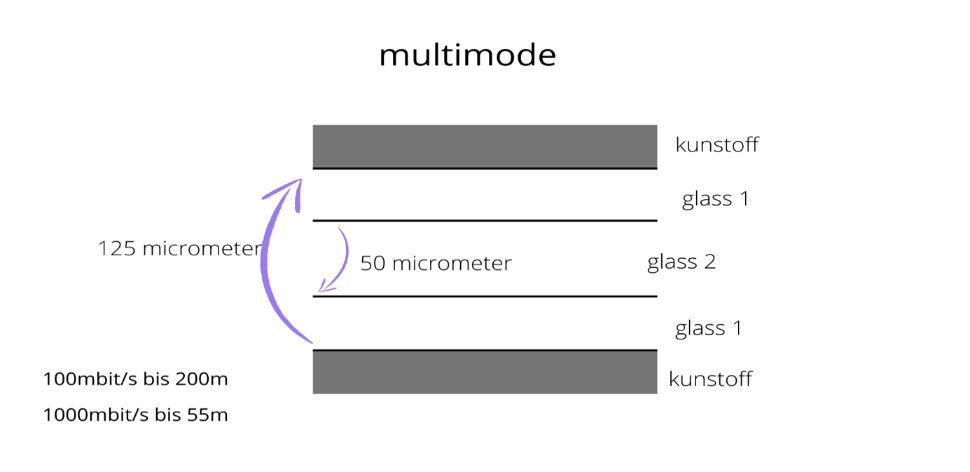 multimode
kunstoff
glass 1
125 micrometer
50 micrometer
glass 2
glass 1
100mbit/s bis 200m
kunstoff
1000mbit/s bis 55m